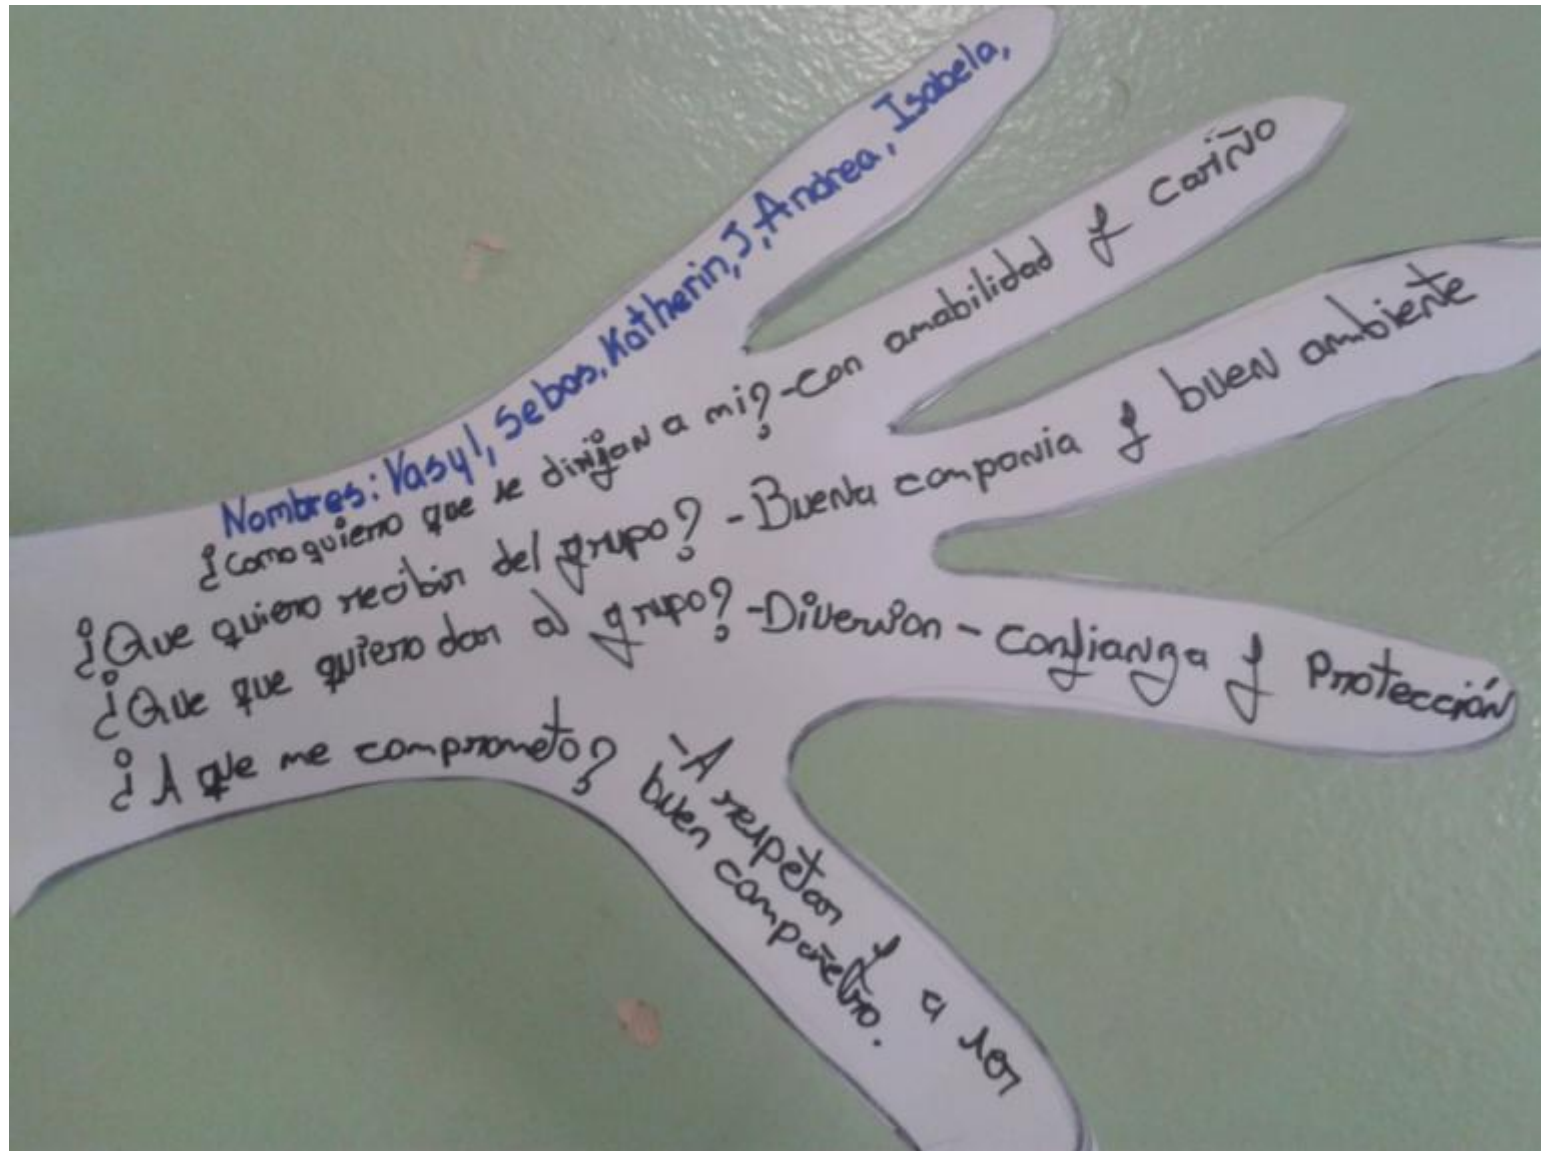 Nombres: Vasyl, Sebas, Katherin, J, Andrea, Isabela,
¿Como quiero que se dirijan a mi? - Con amabilidad y cariño
¿Que quiero recibir del grupo? - Buena compania y buen ambiente
¿Que que quiero dar al grupo? - Diversion - confianza y Protección
¿A que me comprometo? - A respetar y a ser
buen compañero.